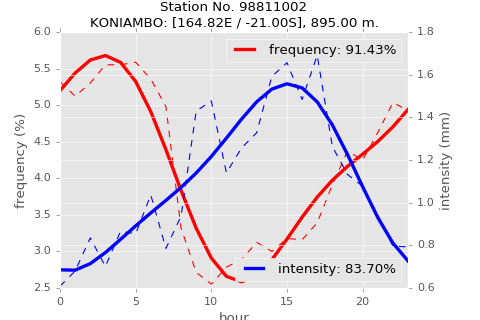 Station No. 98811002
KONIAMBO: [164.82E / -21.00S], 895.00 m.
frequency: 91.43%
intensity: 83.70%
frequency (%)
intensity (mm)
6.0
5.5
5.0
4.5
4.0
3.5
3.0
2.5
1.8
1.6
1.4
1.2
1.0
0.8
0.6
0 5 10 15 20
hour